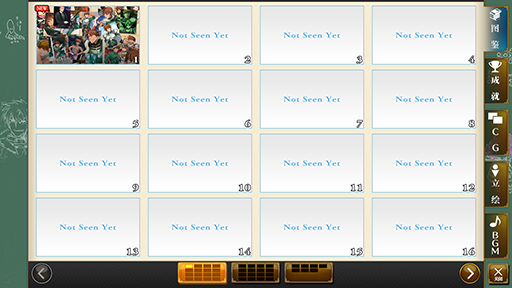 NEW
1
Not Seen Yet
2
Not Seen Yet
3
Not Seen Yet
4
Not Seen Yet
5
Not Seen Yet
6
Not Seen Yet
7
Not Seen Yet
8
Not Seen Yet
9
Not Seen Yet
10
Not Seen Yet
11
Not Seen Yet
12
Not Seen Yet
13
Not Seen Yet
14
Not Seen Yet
15
Not Seen Yet
16
图鉴
成就
CG
立绘
BGM